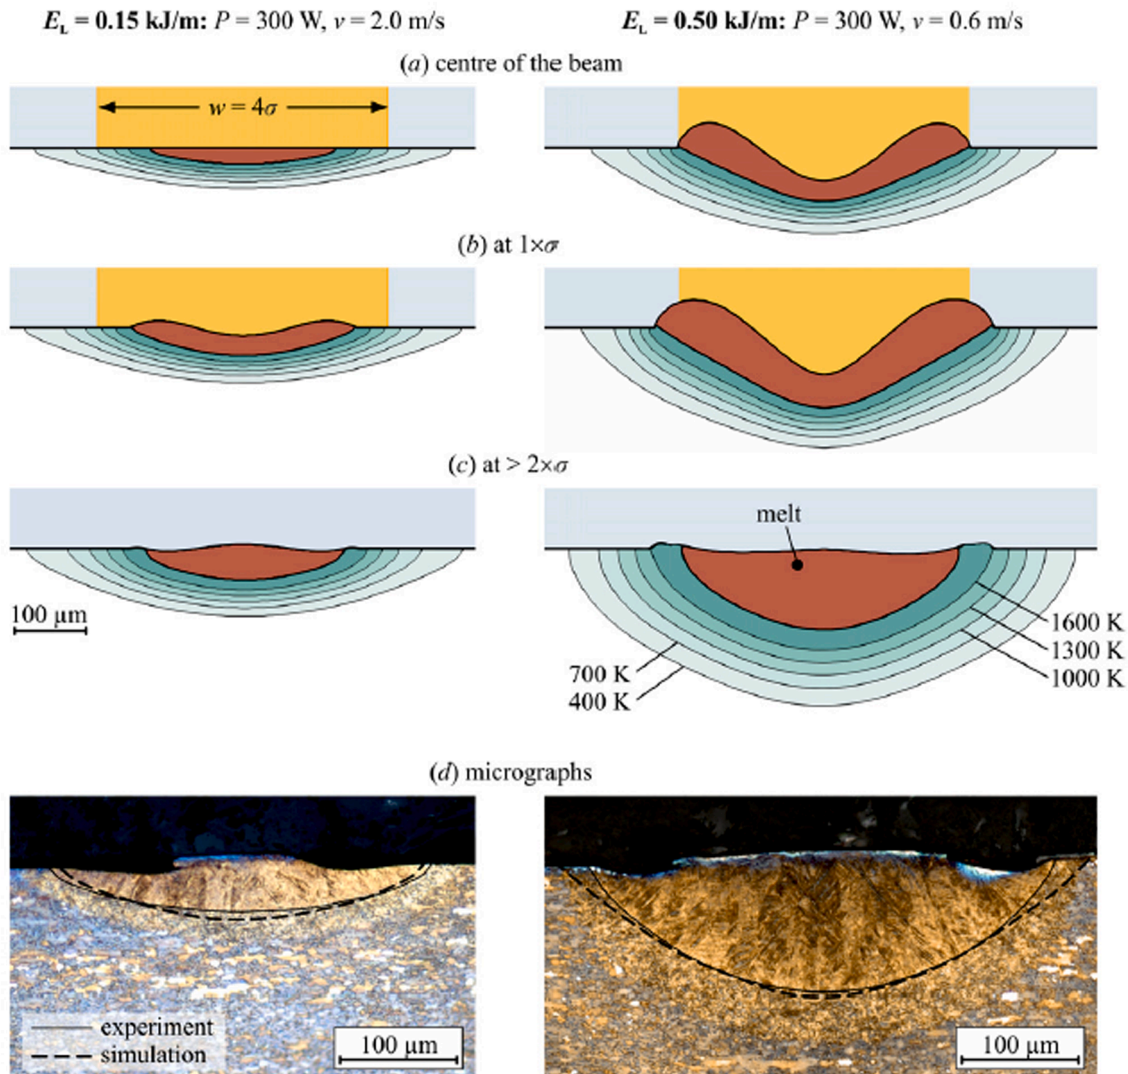 E_L = 0.15 kJ/m: P = 300 W, v = 2.0 m/s
E_L = 0.50 kJ/m: P = 300 W, v = 0.6 m/s
(a) centre of the beam
w = 4σ
(b) at 1×σ
(c) at > 2×σ
melt
100 µm
1600 K
1300 K
1000 K
700 K
400 K
(d) micrographs
experiment
simulation
100 µm
100 µm